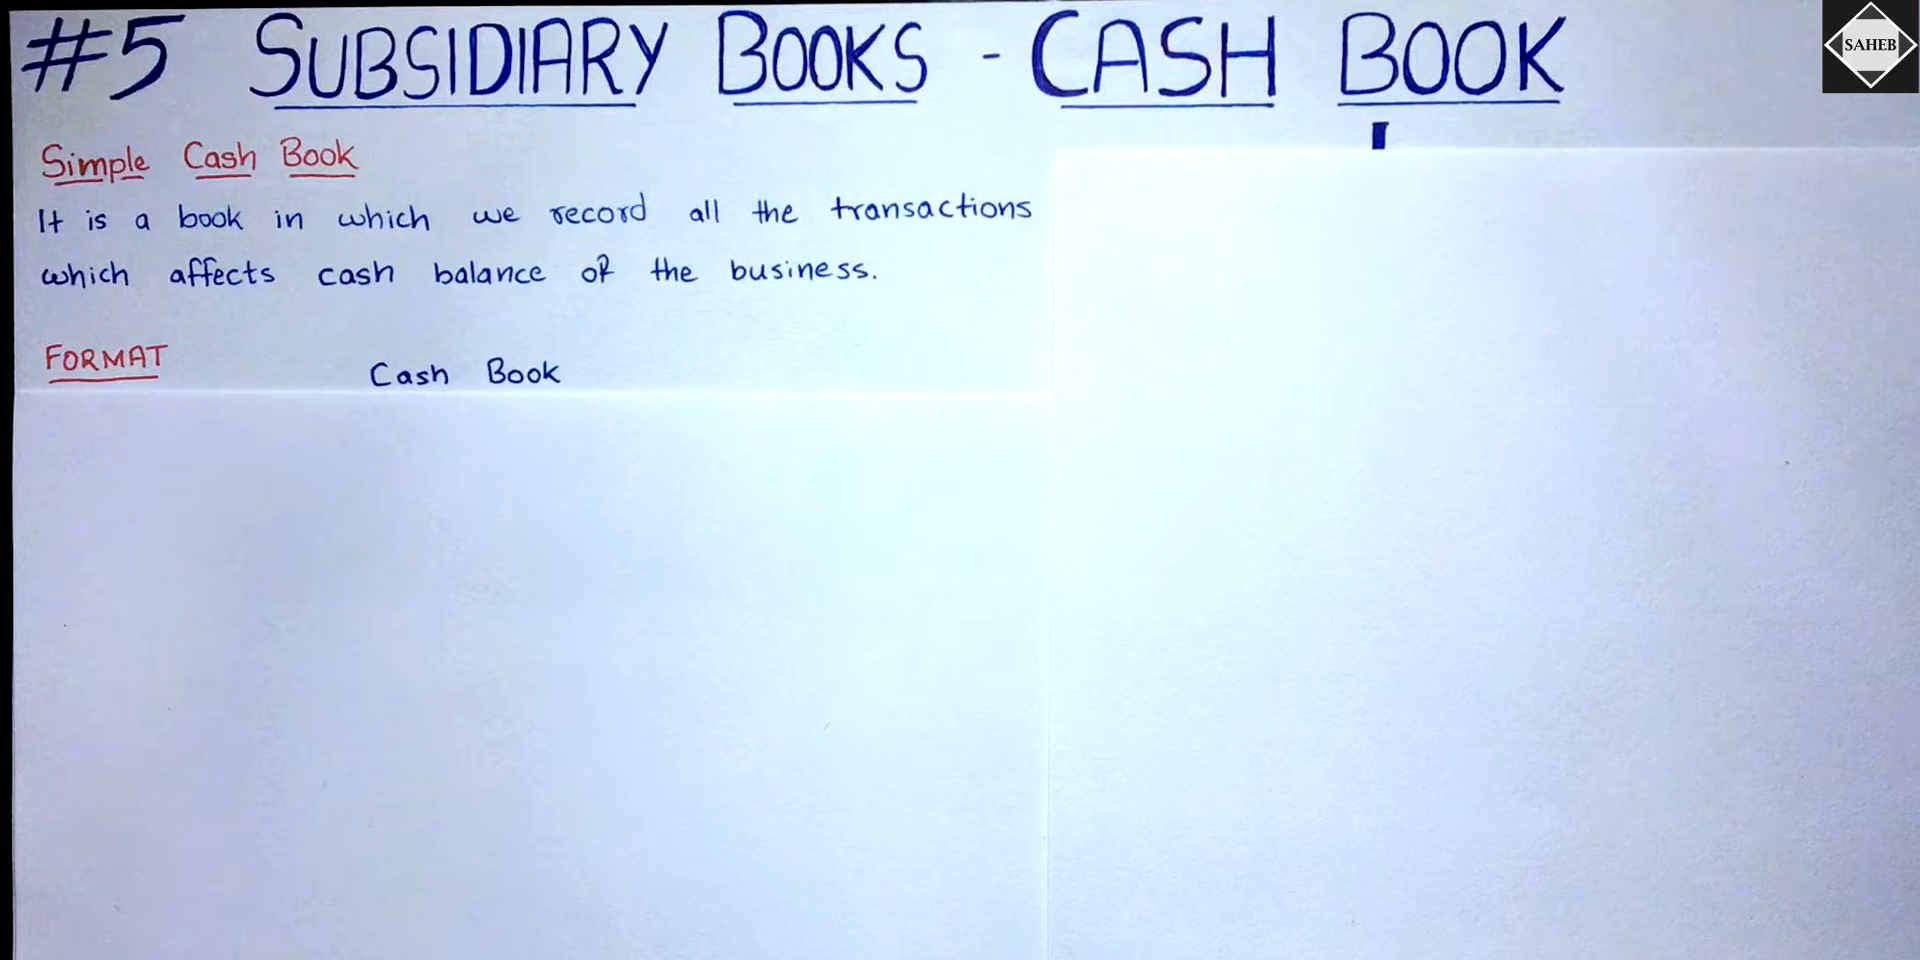 #5 SUBSIDIARY BOOKS - CASH BOOK
SAHEB
Simple Cash Book
It is a book in which we record all the transactions
which affects cash balance of the business.
FORMAT
Cash Book